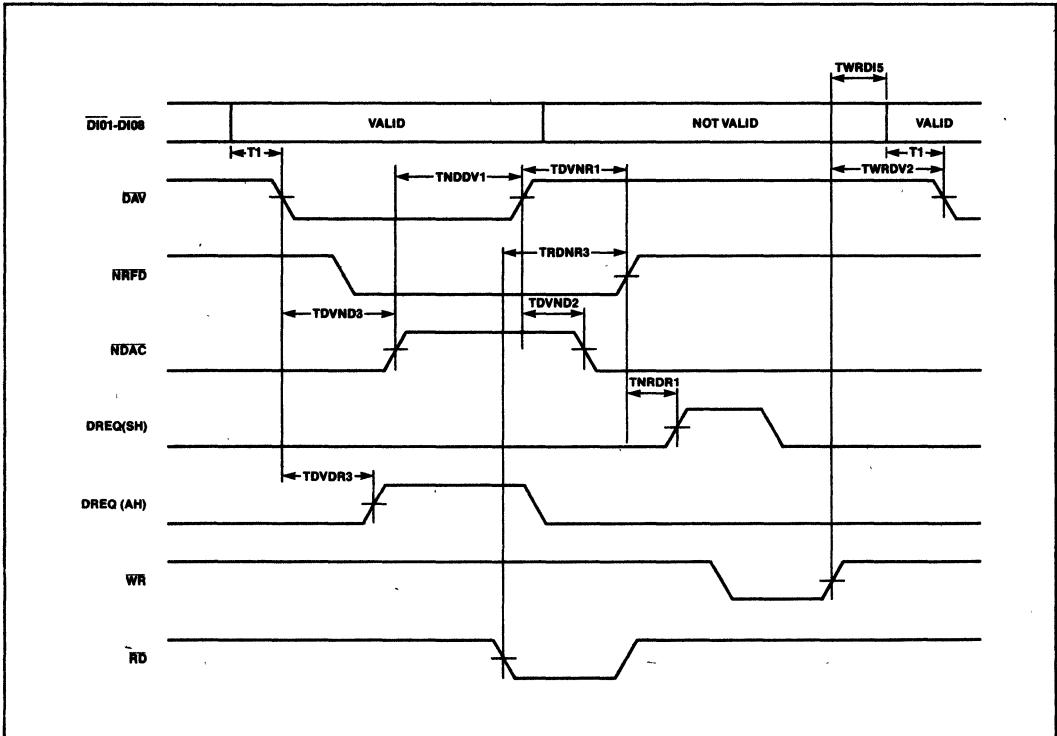 TWRDI5
DI01-DI08
VALID
NOT VALID
VALID
T1
TNDDV1
TDVNR1
T1
TWRDV2
DAV
TRDNR3
NRFD
TDVND3
TDVND2
NDAC
TNRDR1
DREQ(SH)
TDVDR3
DREQ (AH)
WR
RD